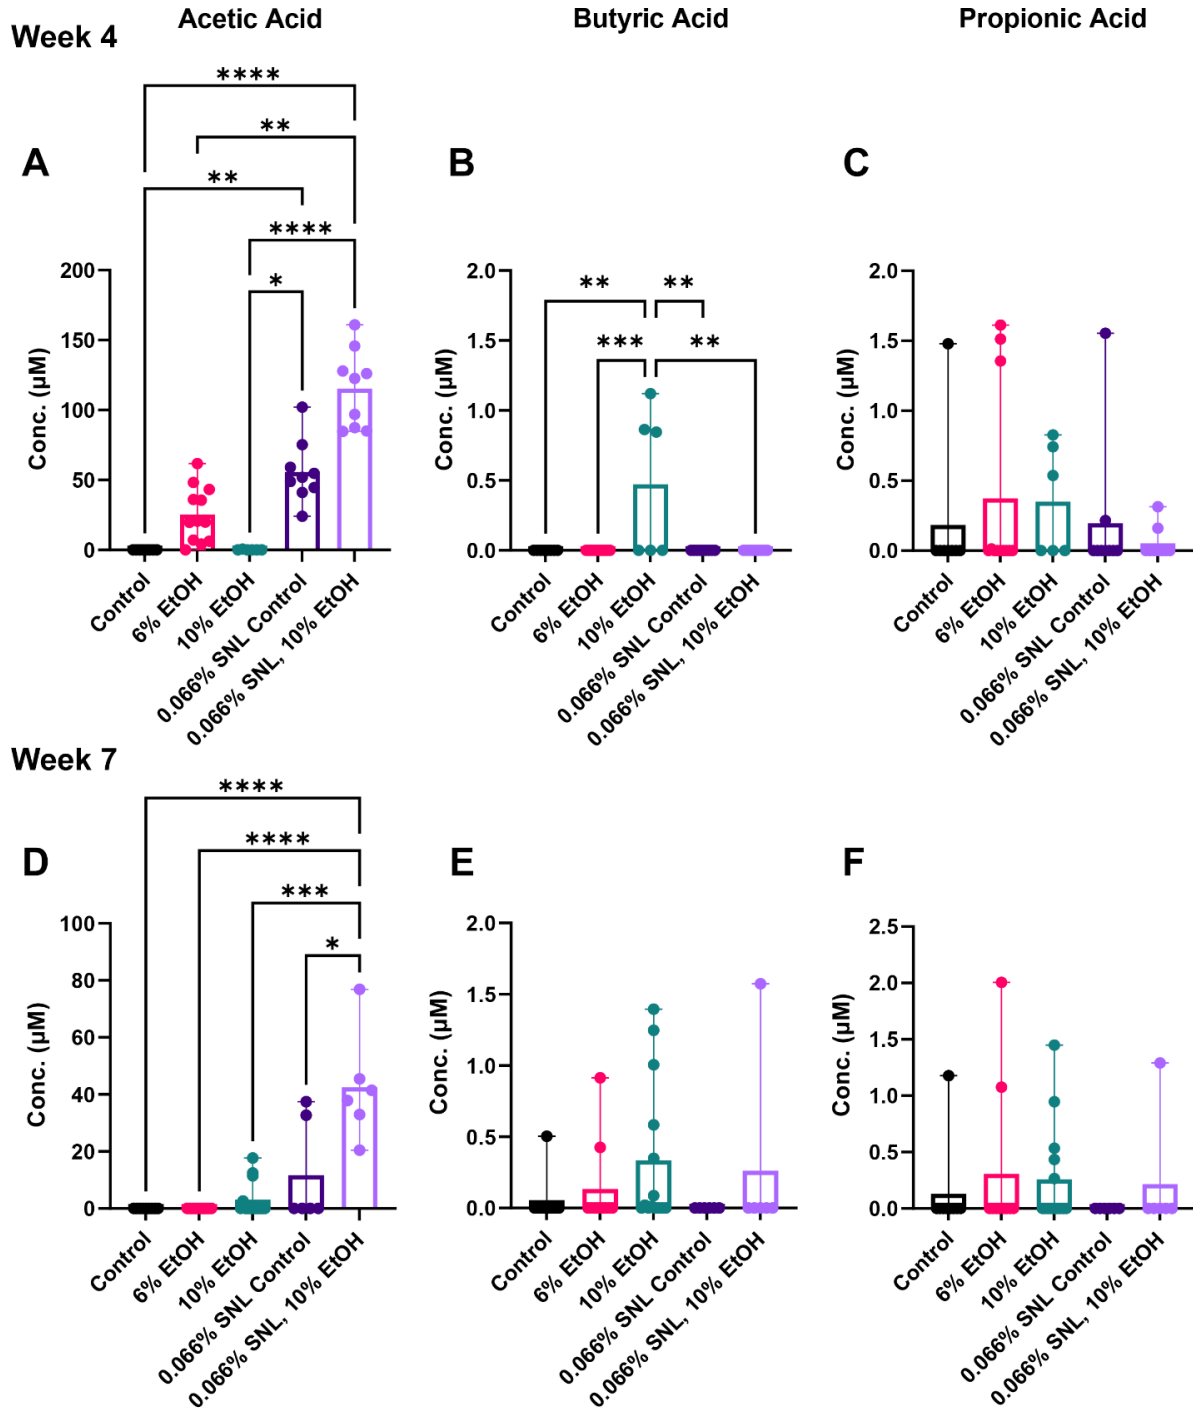 Acetic Acid
Butyric Acid
Propionic Acid
Week 4
****
**
**
****
*
A
Conc. (µM)
200
150
100
50
0
Control
6% EtOH
10% EtOH
0.066% SNL Control
0.066% SNL, 10% EtOH
B
**
**
***
**
Conc. (µM)
2.0
1.5
1.0
0.5
0.0
Control
6% EtOH
10% EtOH
0.066% SNL Control
0.066% SNL, 10% EtOH
C
Conc. (µM)
2.0
1.5
1.0
0.5
0.0
Control
6% EtOH
10% EtOH
0.066% SNL Control
0.066% SNL, 10% EtOH
Week 7
****
****
***
*
D
Conc. (µM)
100
80
60
40
20
0
Control
6% EtOH
10% EtOH
0.066% SNL Control
0.066% SNL, 10% EtOH
E
Conc. (µM)
2.0
1.5
1.0
0.5
0.0
Control
6% EtOH
10% EtOH
0.066% SNL Control
0.066% SNL, 10% EtOH
F
Conc. (µM)
2.5
2.0
1.5
1.0
0.5
0.0
Control
6% EtOH
10% EtOH
0.066% SNL Control
0.066% SNL, 10% EtOH